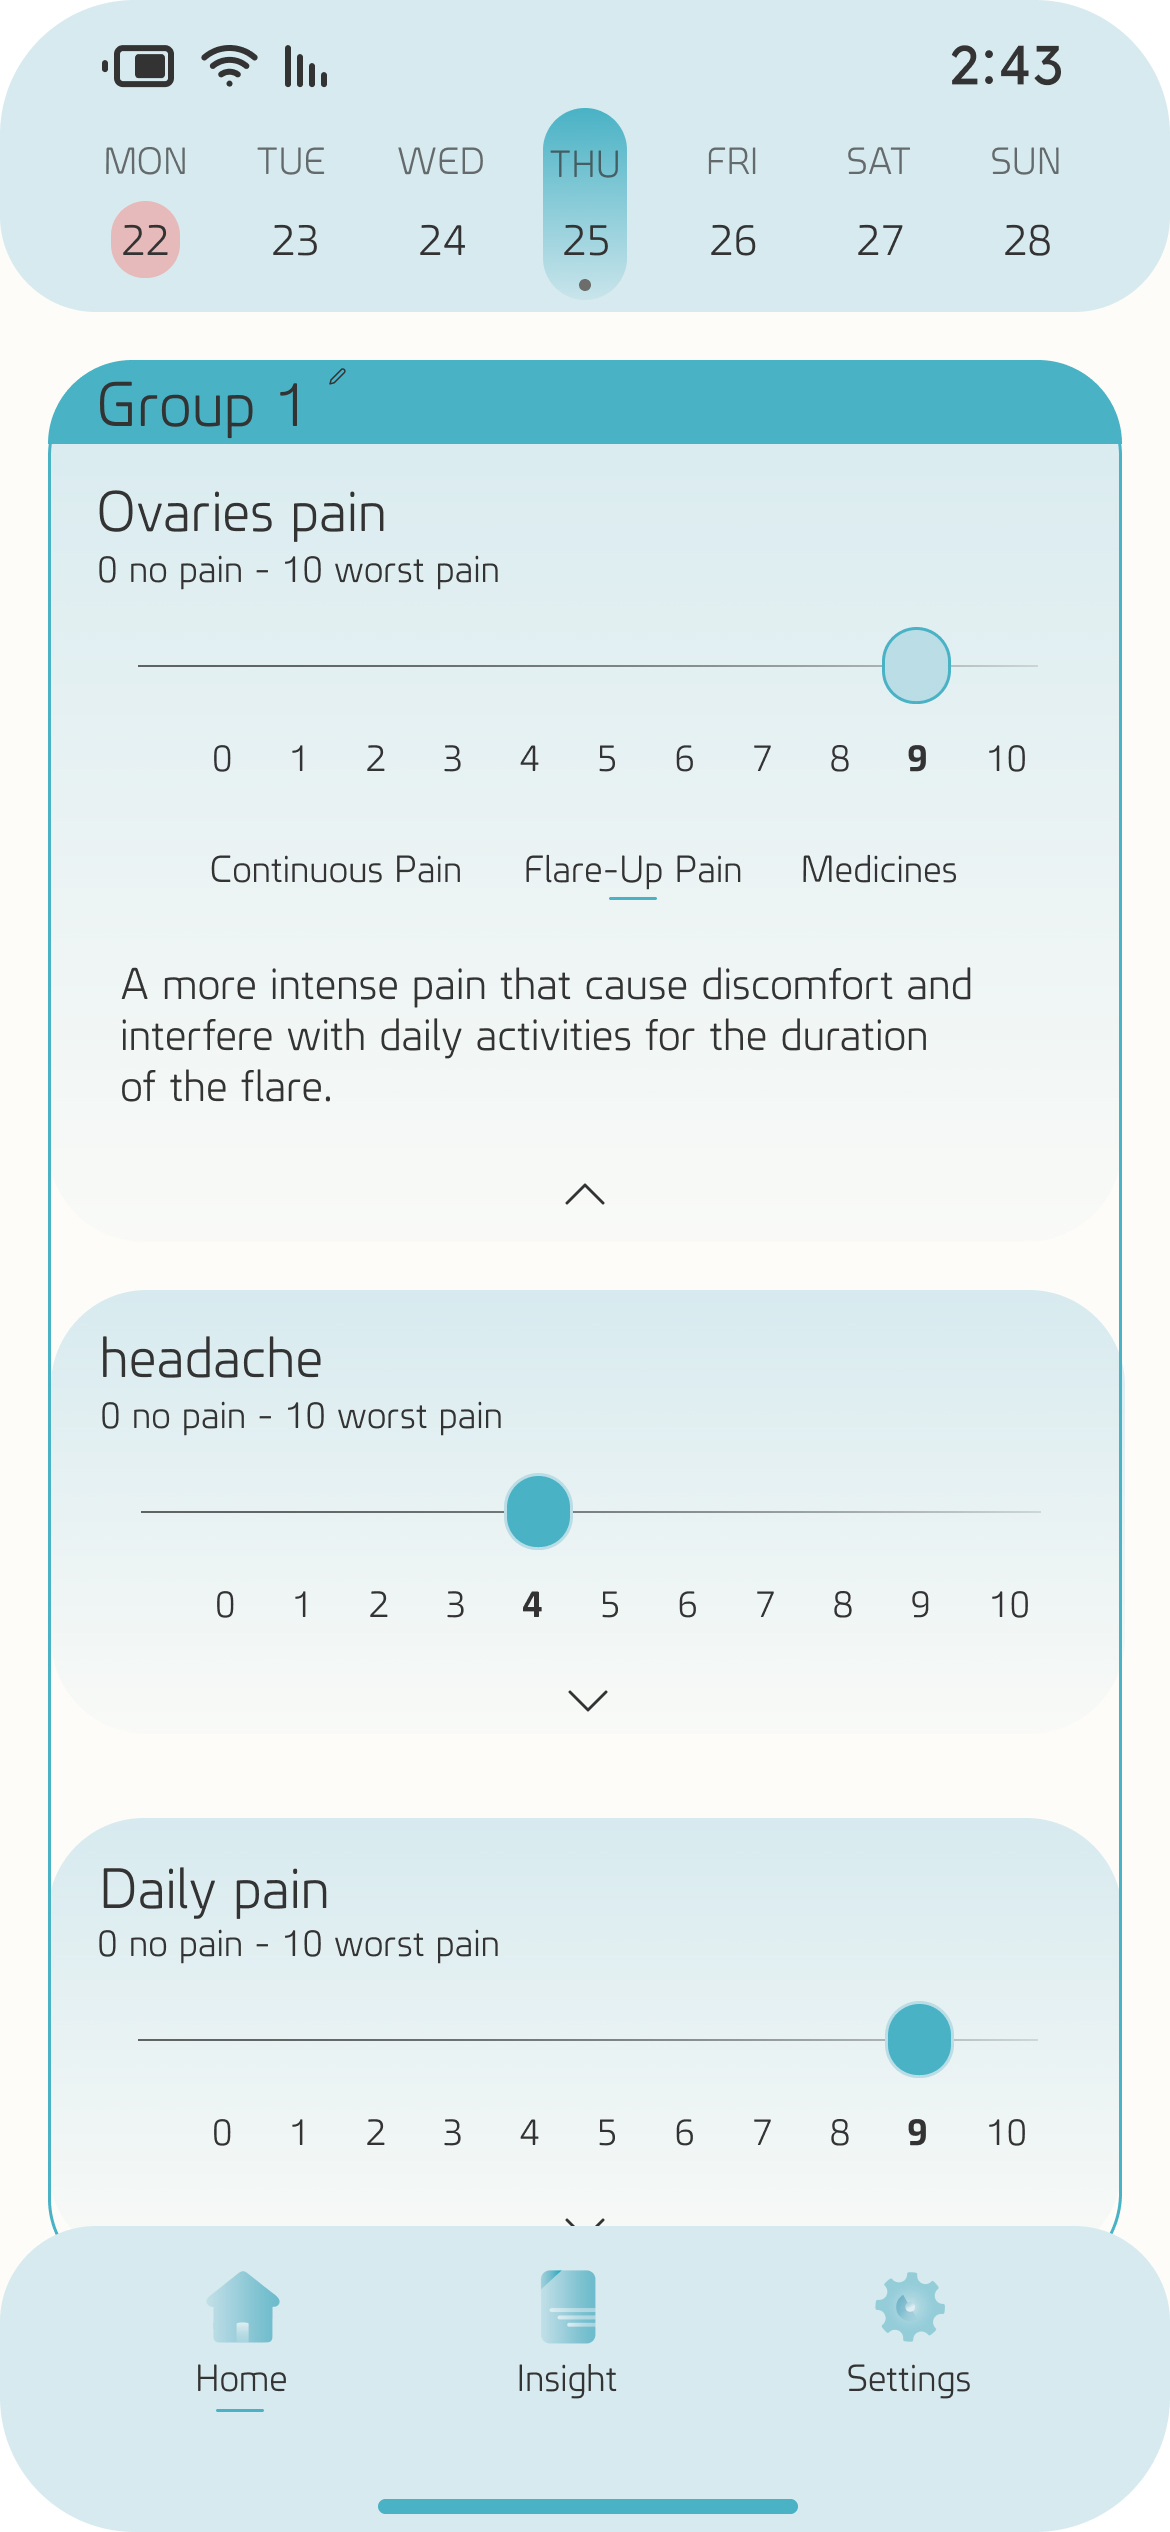 2:43
MON TUE WED THU FRI SAT SUN
22 23 24 25 26 27 28
Group 1
Ovaries pain
0 no pain - 10 worst pain
0 1 2 3 4 5 6 7 8 9 10
Continuous Pain Flare-Up Pain Medicines
A more intense pain that cause discomfort and
interfere with daily activities for the duration
of the flare.
headache
0 no pain - 10 worst pain
0 1 2 3 4 5 6 7 8 9 10
Daily pain
0 no pain - 10 worst pain
0 1 2 3 4 5 6 7 8 9 10
Home Insight Settings